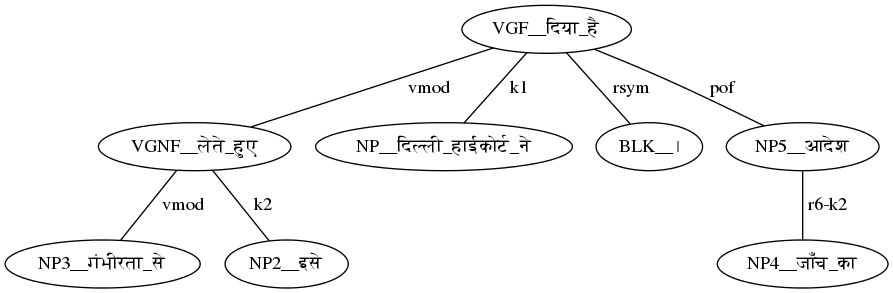 VGF__दिया_है
vmod k1 rsym pof
VGNF__लेते_हुए NP__दिल्ली_हाईकोर्ट_ने BLK__। NP5__आदेश
vmod k2 r6-k2
NP3__गंभीरता_से NP2__इसे NP4__जाँच_का